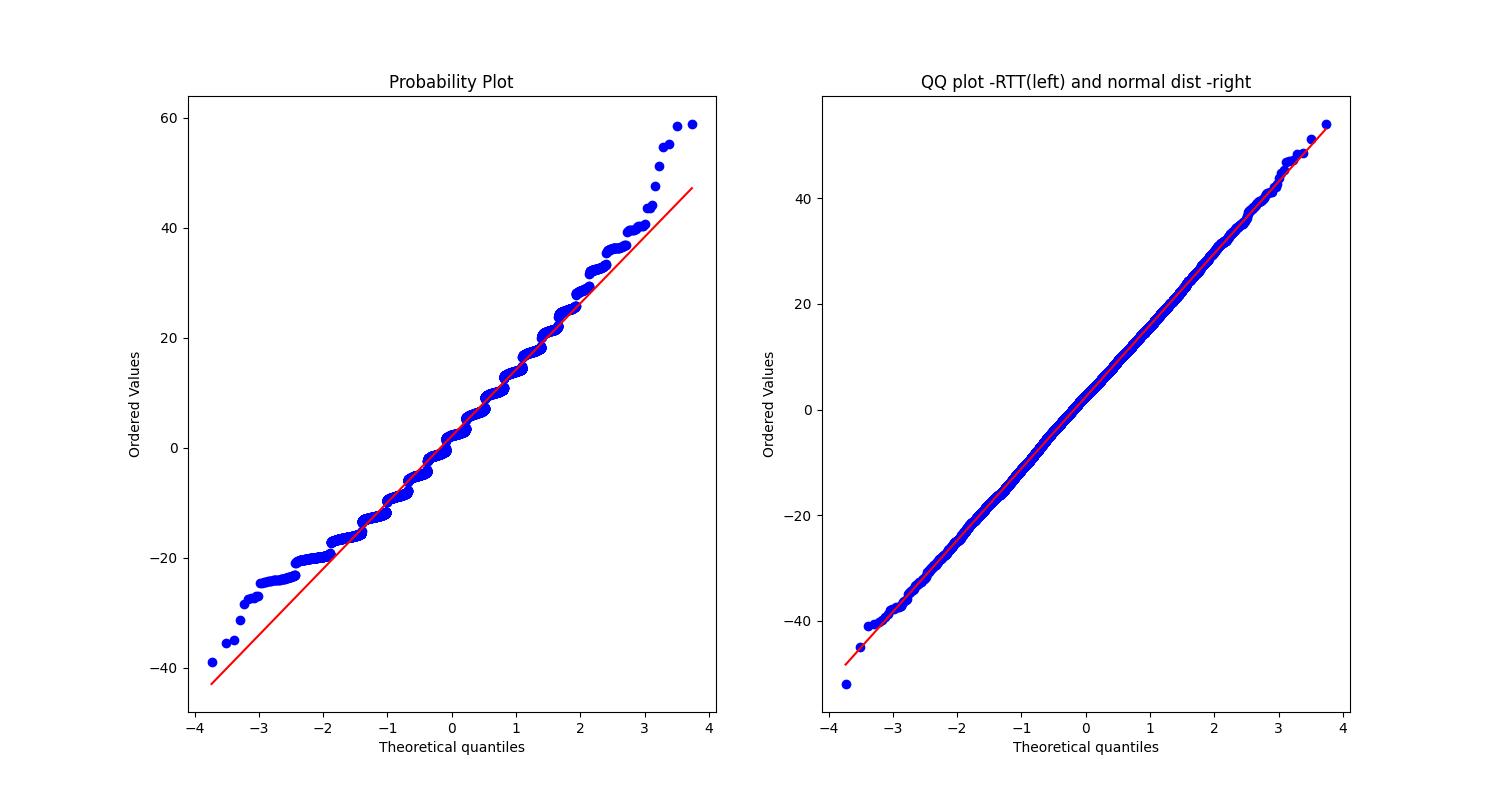 Probability Plot
Ordered Values
60
40
20
0
−20
−40
−4 −3 −2 −1 0 1 2 3 4
Theoretical quantiles
QQ plot -RTT(left) and normal dist -right
Ordered Values
40
20
0
−20
−40
−4 −3 −2 −1 0 1 2 3 4
Theoretical quantiles